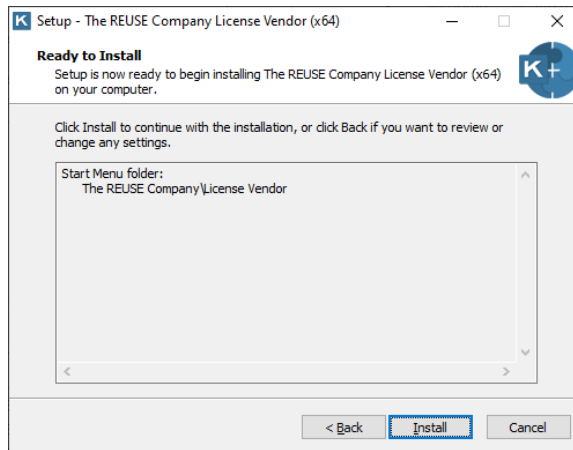 K Setup - The REUSE Company License Vendor (x64)
Ready to Install
Setup is now ready to begin installing The REUSE Company License Vendor (x64)
on your computer.
K+
Click Install to continue with the installation, or click Back if you want to review or
change any settings.
Start Menu folder:
The REUSE Company\License Vendor
< Back
Install
Cancel